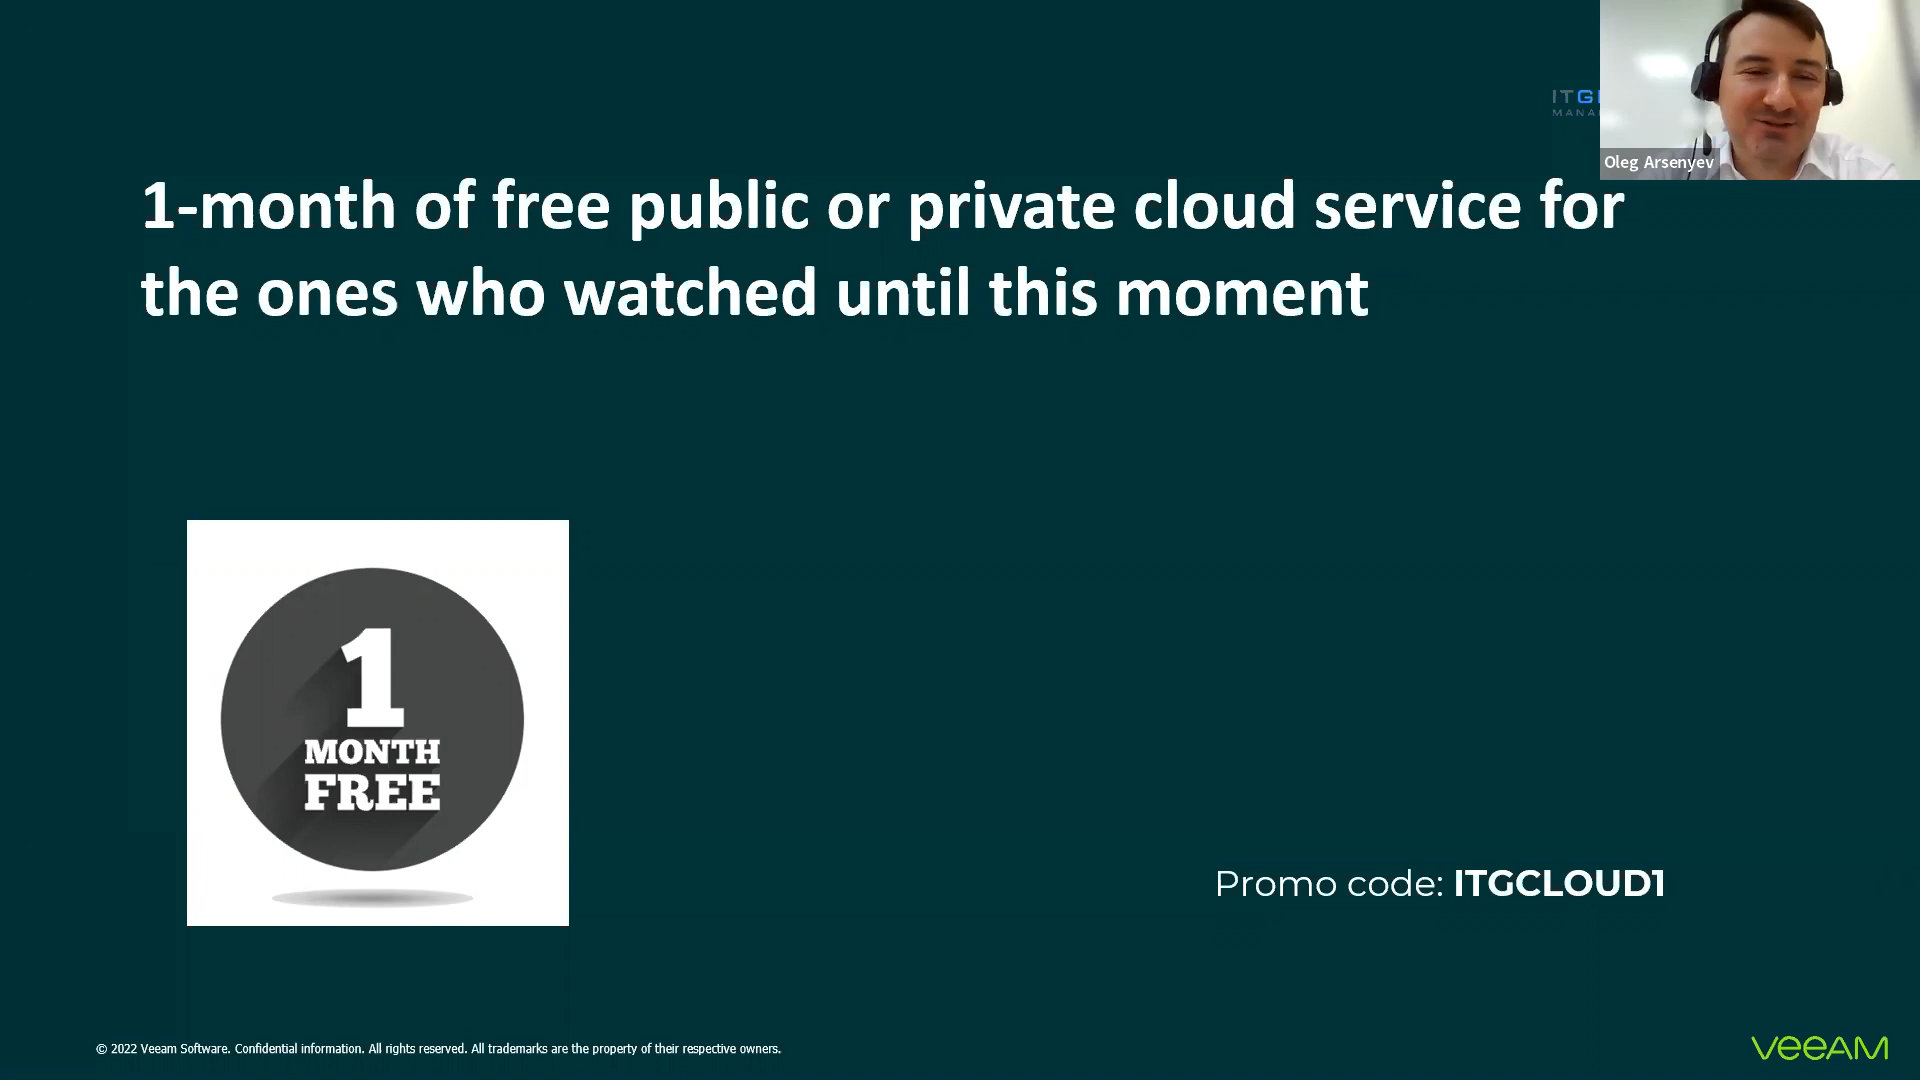 ITG
MANA
Oleg Arsenyev
1-month of free public or private cloud service for
the ones who watched until this moment
1
MONTH
FREE
Promo code: ITGCLOUD1
© 2022 Veeam Software. Confidential information. All rights reserved. All trademarks are the property of their respective owners.
VEEAM